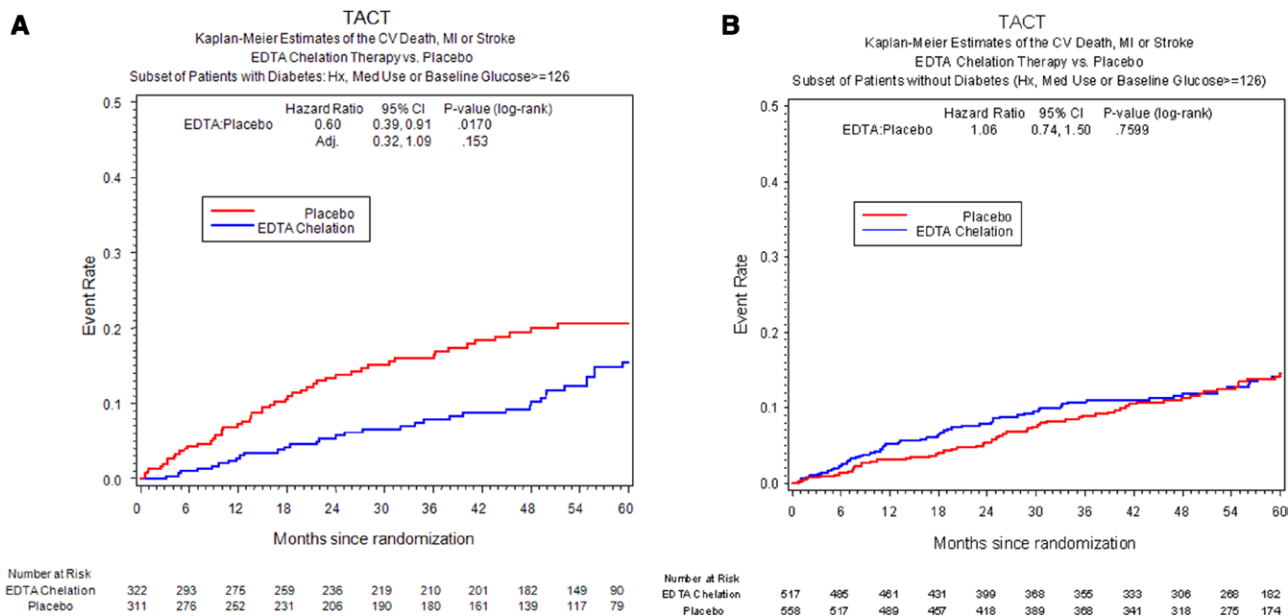 A
TACT
Kaplan-Meier Estimates of the CV Death, MI or Stroke
EDTA Chelation Therapy vs. Placebo
Subset of Patients with Diabetes: Hx, Med Use or Baseline Glucose>=126
Hazard Ratio 95% CI P-value (log-rank)
EDTA:Placebo 0.60 0.39, 0.91 .0170
Adj. 0.32, 1.09 .153
Placebo
EDTA Chelation
Event Rate
0.5
0.4
0.3
0.2
0.1
0.0
0 6 12 18 24 30 36 42 48 54 60
Months since randomization
Number at Risk
EDTA Chelation 322 293 275 259 236 219 210 201 182 149 90
Placebo 311 276 252 231 206 190 180 161 139 117 79
B
TACT
Kaplan-Meier Estimates of the CV Death, MI or Stroke
EDTA Chelation Therapy vs. Placebo
Subset of Patients without Diabetes (Hx, Med Use or Baseline Glucose>=126)
Hazard Ratio 95% CI P-value (log-rank)
EDTA:Placebo 1.06 0.74, 1.50 .7599
Placebo
EDTA Chelation
Event Rate
0.5
0.4
0.3
0.2
0.1
0.0
0 6 12 18 24 30 36 42 48 54 60
Months since randomization
Number at Risk
EDTA Chelation 517 485 461 431 399 368 355 333 306 268 182
Placebo 558 517 489 457 418 389 368 341 318 275 174